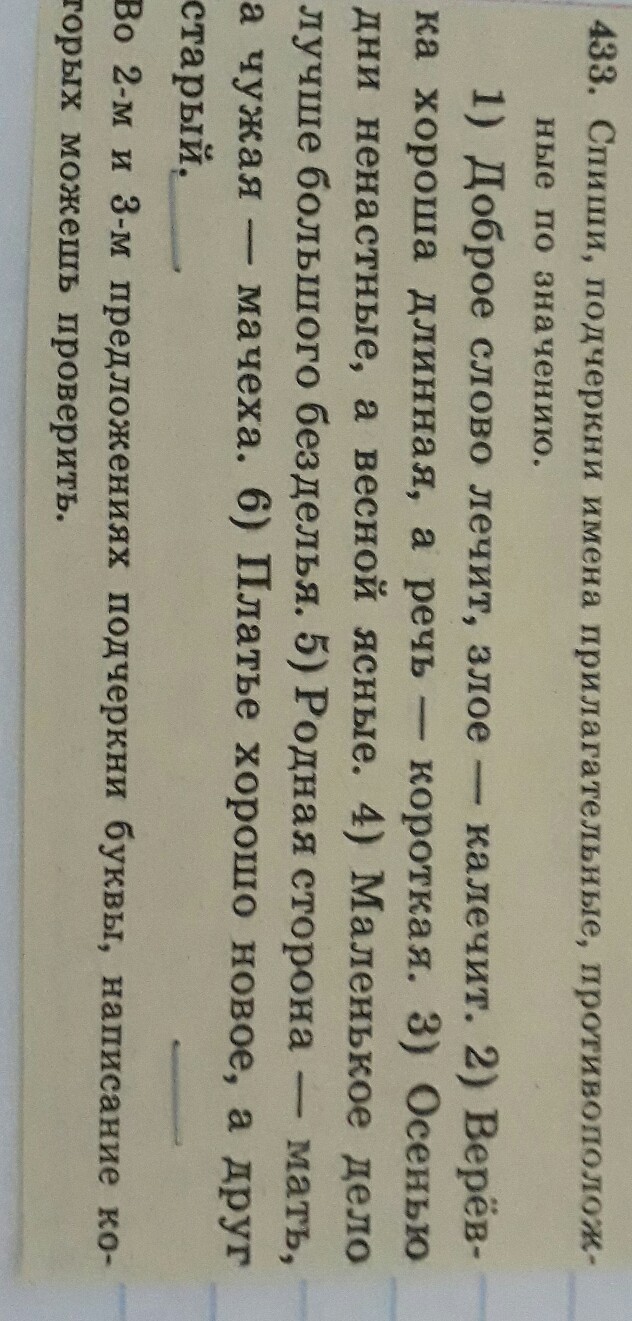 433. Спиши, подчеркни имена прилагательные, противополож-
ные по значению.
1) Доброе слово лечит, злое — калечит. 2) Верёв-
ка хороша длинная, а речь — короткая. 3) Осенью
дни ненастные, а весной ясные. 4) Маленькое дело
лучше большого безделья. 5) Родная сторона — мать,
а чужая — мачеха. 6) Платье хорошо новое, а друг
старый.
Во 2-м и 3-м предложениях подчеркни буквы, написание ко-
торых можешь проверить.